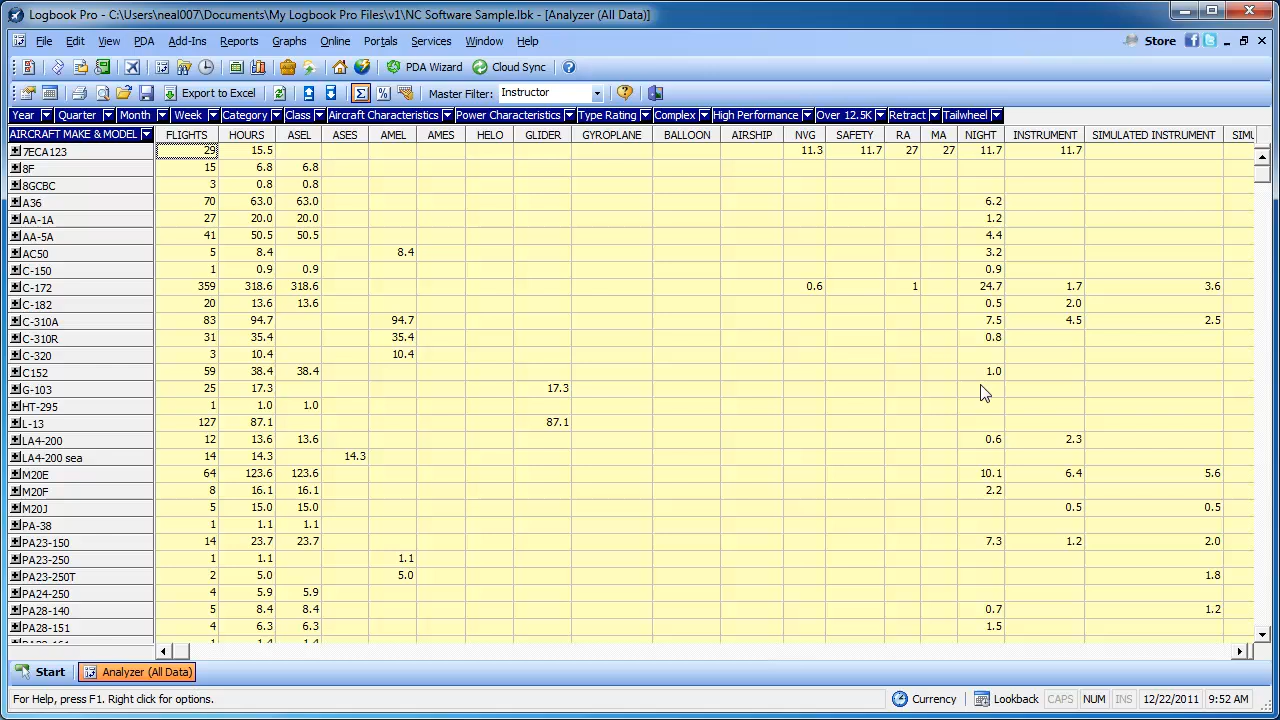 Logbook Pro - C:\Users\neal007\Documents\My Logbook Pro Files\v1\NC Software Sample.lbk - [Analyzer (All Data)]
File Edit View PDA Add-Ins Reports Graphs Online Portals Services Window Help Store
PDA Wizard Cloud Sync
Export to Excel Master Filter: Instructor
Year Quarter Month Week Category Class Aircraft Characteristics Power Characteristics Type Rating Complex High Performance Over 12.5K Retract Tailwheel
AIRCRAFT MAKE & MODEL FLIGHTS HOURS ASEL ASES AMEL AMES HELO GLIDER GYROPLANE BALLOON AIRSHIP NVG SAFETY RA MA NIGHT INSTRUMENT SIMULATED INSTRUMENT SIMU
7ECA123 29 15.5 11.3 11.7 27 27 11.7 11.7
8F 15 6.8 6.8
8GCBC 3 0.8 0.8
A36 70 63.0 63.0 6.2
AA-1A 27 20.0 20.0 1.2
AA-5A 41 50.5 50.5 4.4
AC50 5 8.4 8.4 3.2
C-150 1 0.9 0.9 0.9
C-172 359 318.6 318.6 0.6 1 24.7 1.7 3.6
C-182 20 13.6 13.6 0.5 2.0
C-310A 83 94.7 94.7 7.5 4.5 2.5
C-310R 31 35.4 35.4 0.8
C-320 3 10.4 10.4
C152 59 38.4 38.4 1.0
G-103 25 17.3 17.3
HT-295 1 1.0 1.0
L-13 127 87.1 87.1
LA4-200 12 13.6 13.6 0.6 2.3
LA4-200 sea 14 14.3 14.3
M20E 64 123.6 123.6 10.1 6.4 5.6
M20F 8 16.1 16.1 2.2
M20J 5 15.0 15.0 0.5 0.5
PA-38 1 1.1 1.1
PA23-150 14 23.7 23.7 7.3 1.2 2.0
PA23-250 1 1.1 1.1
PA23-250T 2 5.0 5.0 1.8
PA24-250 4 5.9 5.9
PA28-140 5 8.4 8.4 0.7 1.2
PA28-151 4 6.3 6.3 1.5
Start Analyzer (All Data)
For Help, press F1. Right click for options. Currency Lookback CAPS NUM INS 12/22/2011 9:52 AM